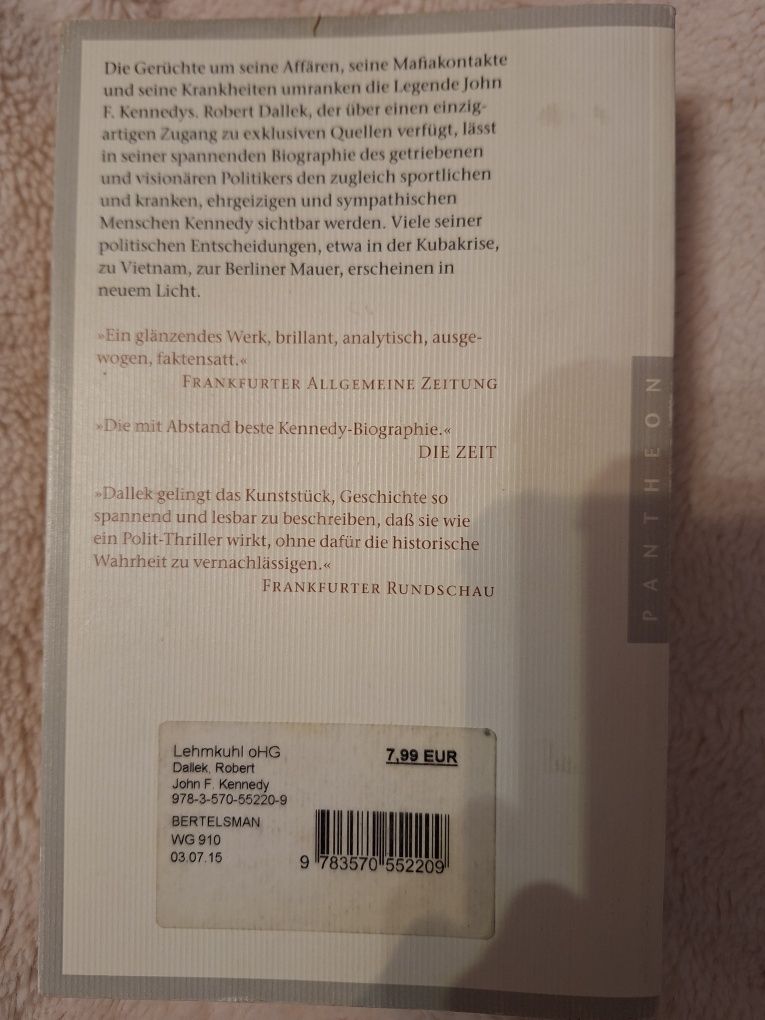 Die Gerüchte um seine Affären, seine Mafiakontakte
und seine Krankheiten umranken die Legende John
F. Kennedys. Robert Dallek, der über einen einzig-
artigen Zugang zu exklusiven Quellen verfügt, lässt
in seiner spannenden Biographie des getriebenen
und visionären Politikers den zugleich sportlichen
und kranken, ehrgeizigen und sympathischen
Menschen Kennedy sichtbar werden. Viele seiner
politischen Entscheidungen, etwa in der Kubakrise,
zu Vietnam, zur Berliner Mauer, erscheinen in
neuem Licht.
»Ein glänzendes Werk, brillant, analytisch, ausge-
wogen, faktensatt.«
FRANKFURTER ALLGEMEINE ZEITUNG
»Die mit Abstand beste Kennedy-Biographie.«
DIE ZEIT
»Dallek gelingt das Kunststück, Geschichte so
spannend und lesbar zu beschreiben, daß sie wie
ein Polit-Thriller wirkt, ohne dafür die historische
Wahrheit zu vernachlässigen.«
FRANKFURTER RUNDSCHAU
PANTHEON
Lehmkuhl oHG
7,99 EUR
Dallek, Robert
John F. Kennedy
978-3-570-55220-9
BERTELSMAN
WG 910
03.07.15
9 783570 552209